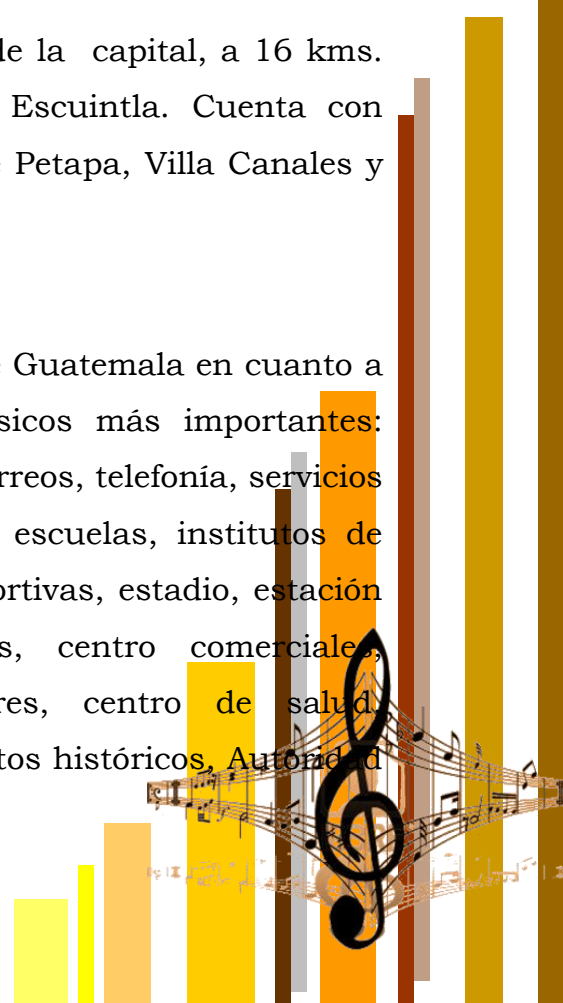 de la capital, a 16 kms.
Escuintla. Cuenta con
Petapa, Villa Canales y
Guatemala en cuanto a
sicos más importantes:
rreos, telefonía, servicios
escuelas, institutos de
ortivas, estadio, estación
s, centro comerciales,
res, centro de salud,
tos históricos, Autoridad